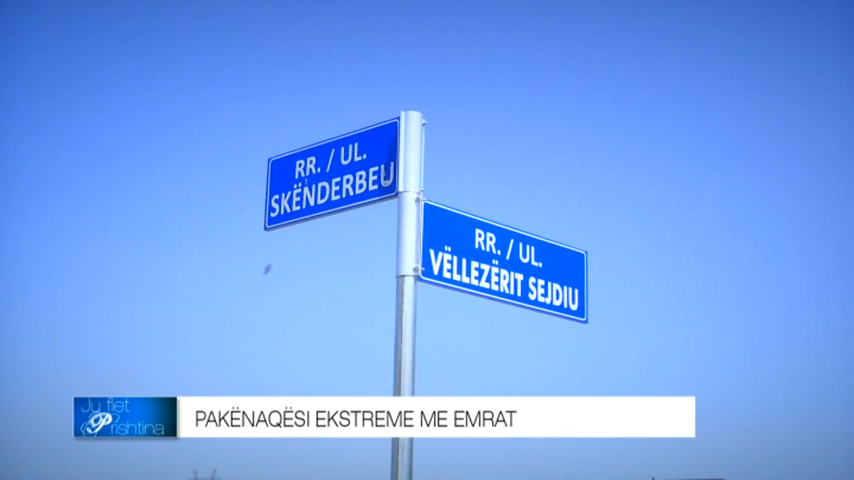 RR. / UL.
SKËNDERBEU
RR. / UL.
VËLLEZËRIT SEJDIU
Ju flet
Prishtina
PAKËNAQËSI EKSTREME ME EMRAT